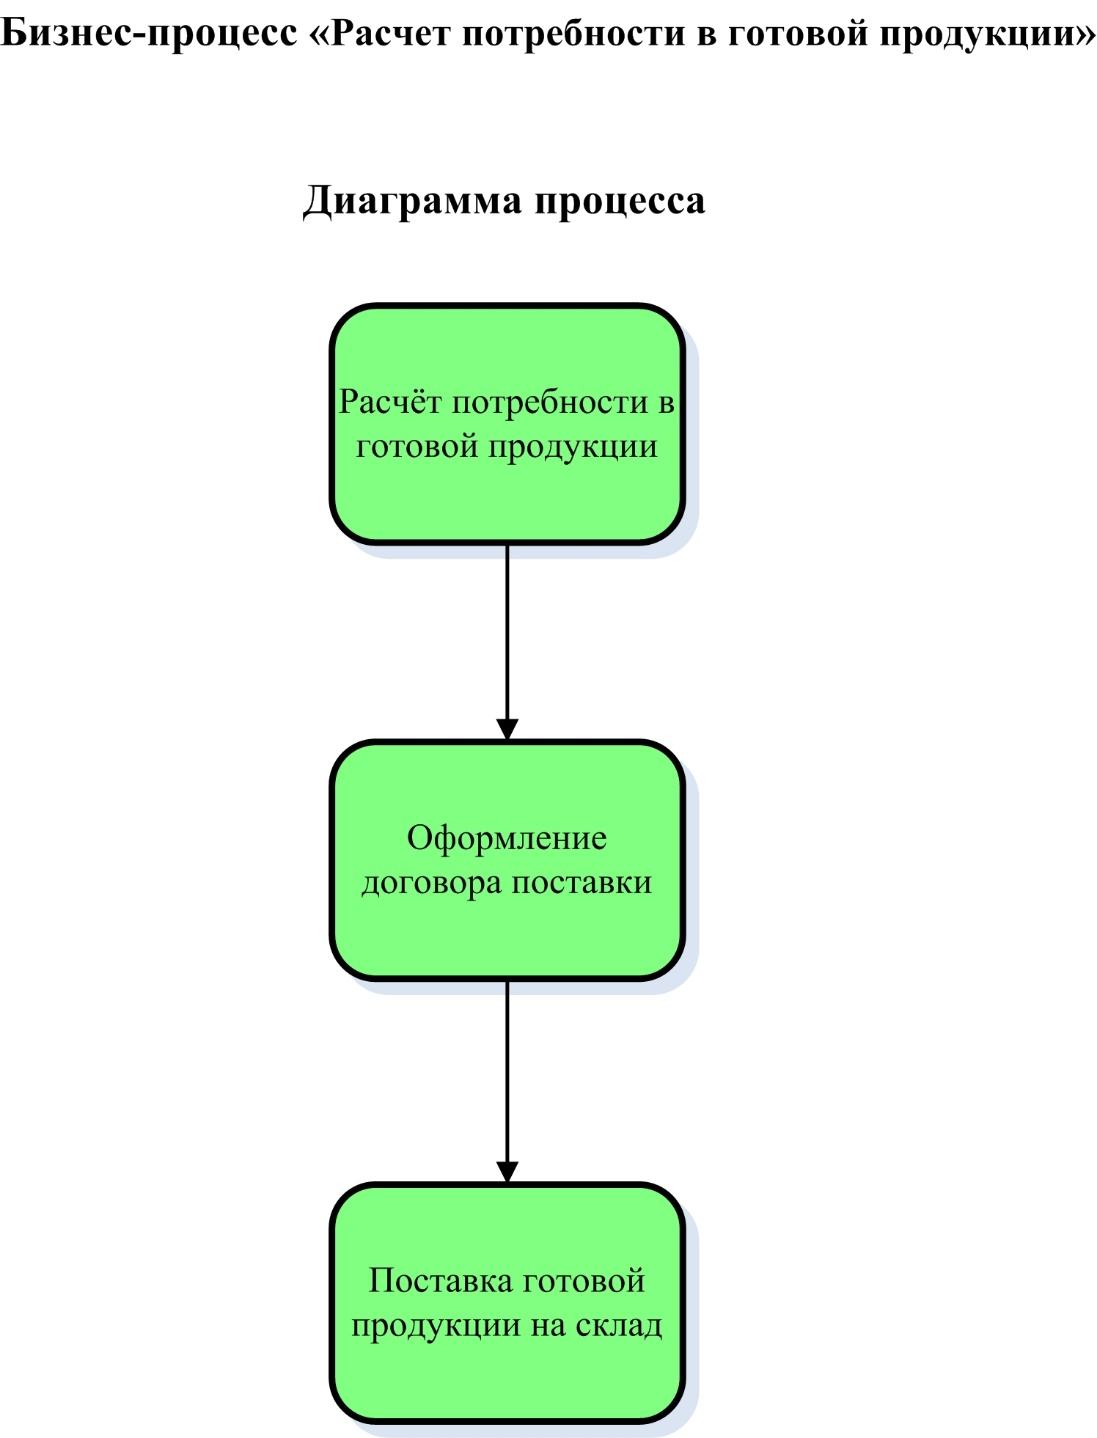 Бизнес-процесс «Расчет потребности в готовой продукции»
Диаграмма процесса
Расчёт потребности в
готовой продукции
Оформление
договора поставки
Поставка готовой
продукции на склад